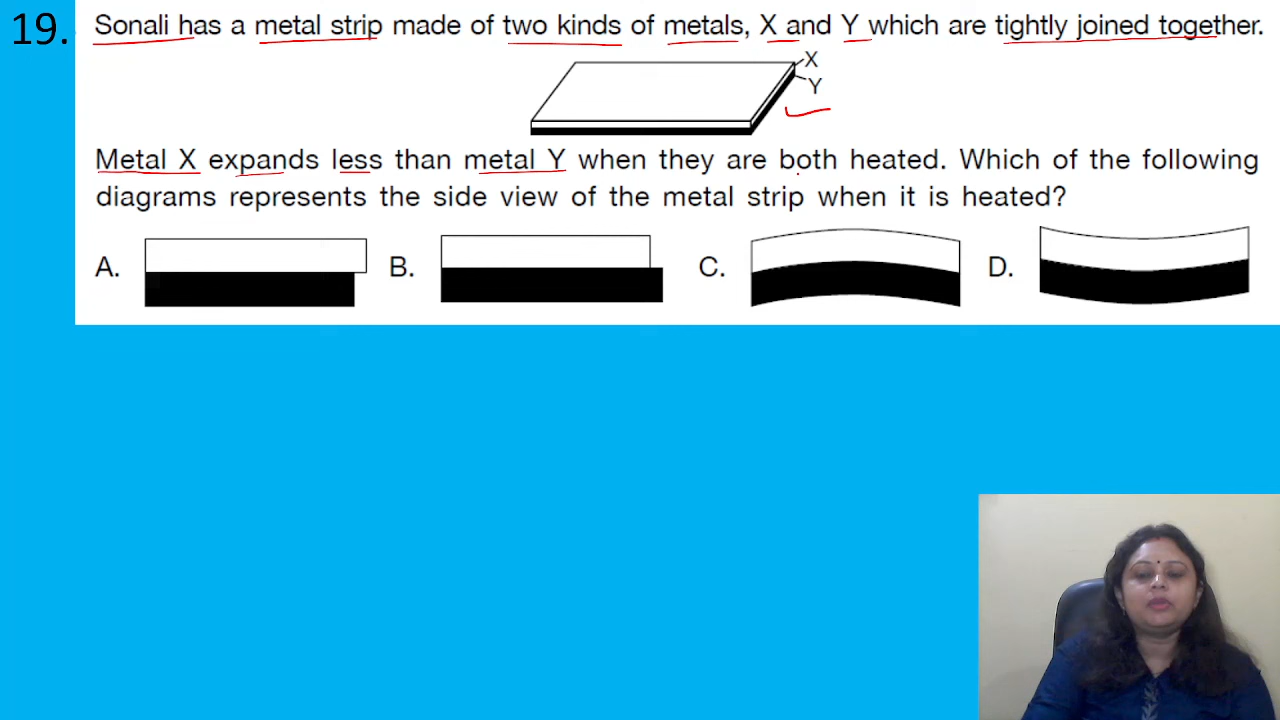 19. Sonali has a metal strip made of two kinds of metals, X and Y which are tightly joined together.
X
Y
Metal X expands less than metal Y when they are both heated. Which of the following
diagrams represents the side view of the metal strip when it is heated?
A. B. C. D.